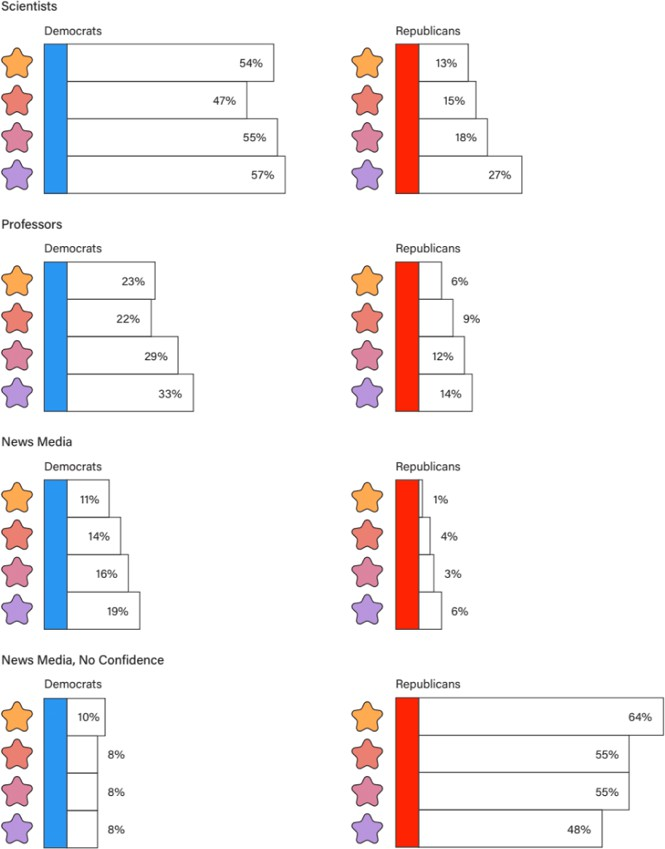 Scientists
Democrats Republicans
54% 13%
47% 15%
55% 18%
57% 27%
Professors
Democrats Republicans
23% 6%
22% 9%
29% 12%
33% 14%
News Media
Democrats Republicans
11% 1%
14% 4%
16% 3%
19% 6%
News Media, No Confidence
Democrats Republicans
10% 64%
8% 55%
8% 55%
8% 48%